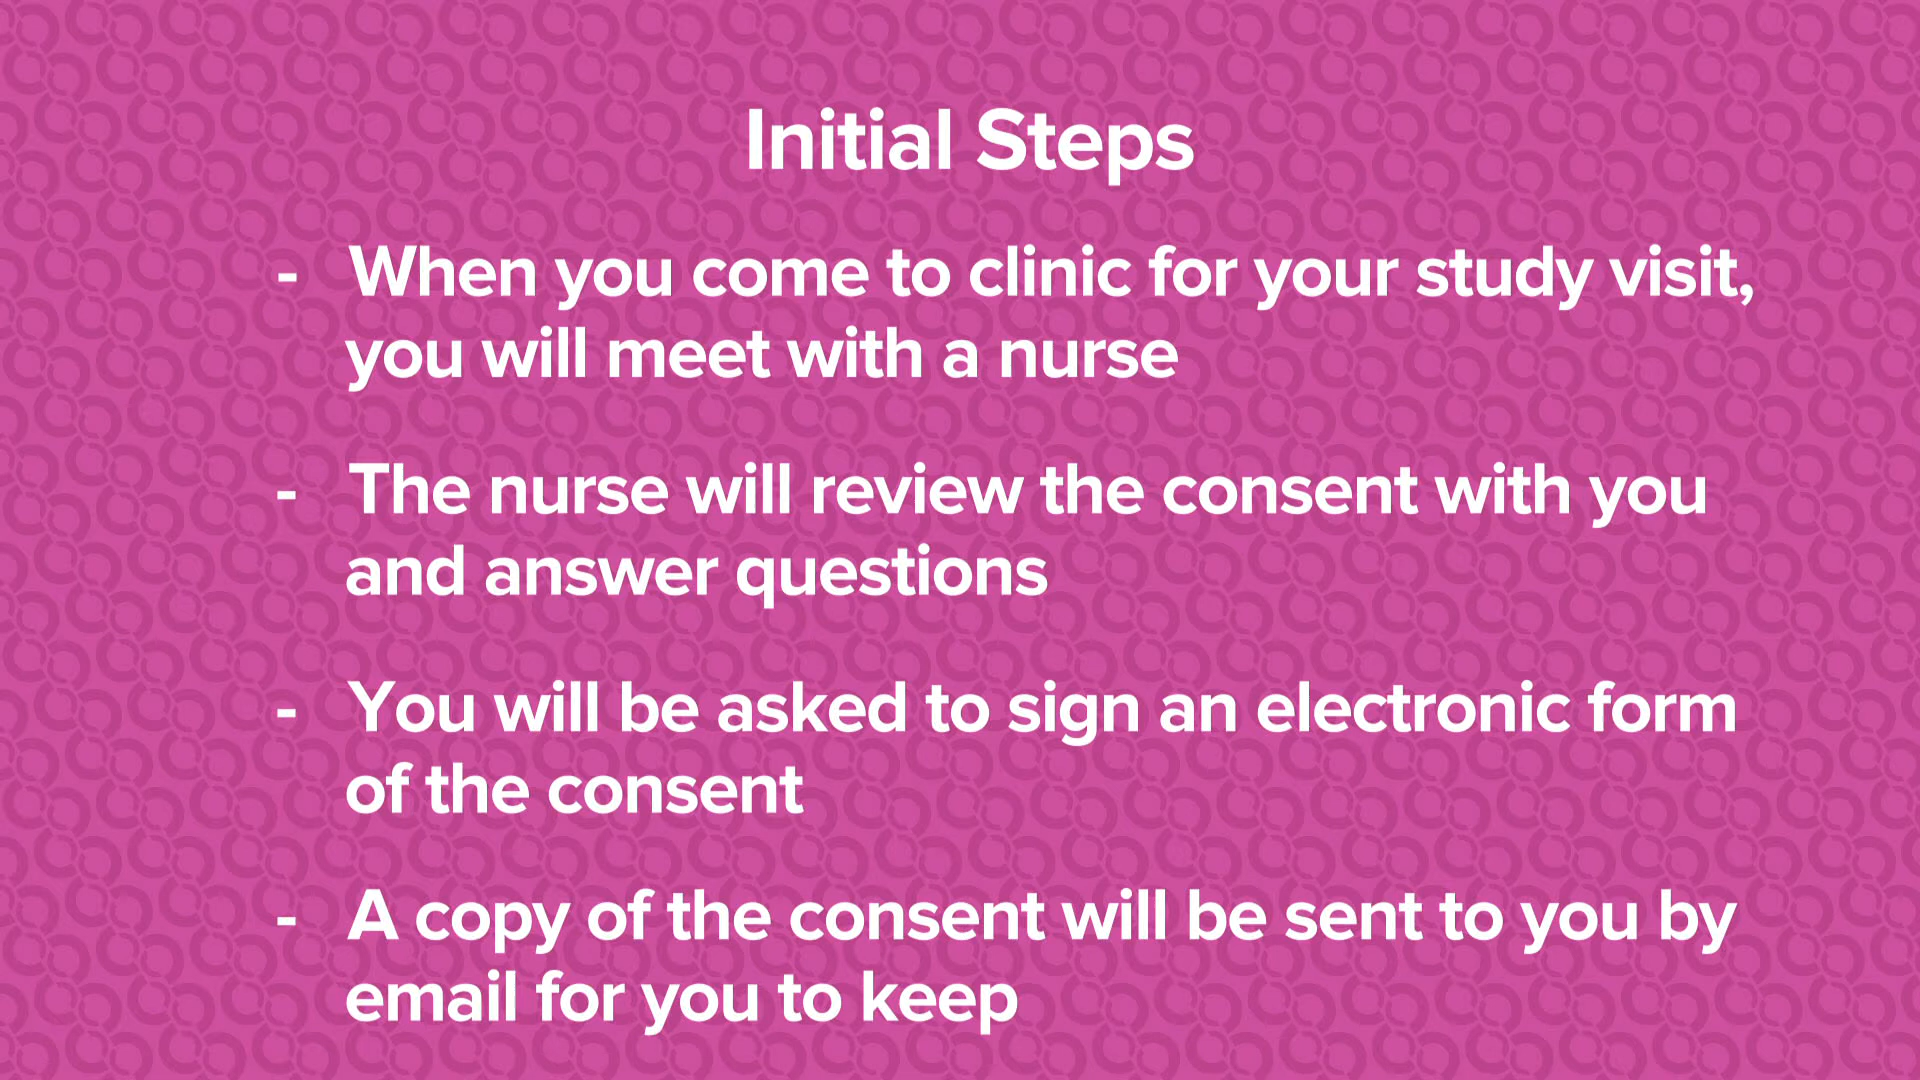 Initial Steps
- When you come to clinic for your study visit,
you will meet with a nurse
- The nurse will review the consent with you
and answer questions
- You will be asked to sign an electronic form
of the consent
- A copy of the consent will be sent to you by
email for you to keep